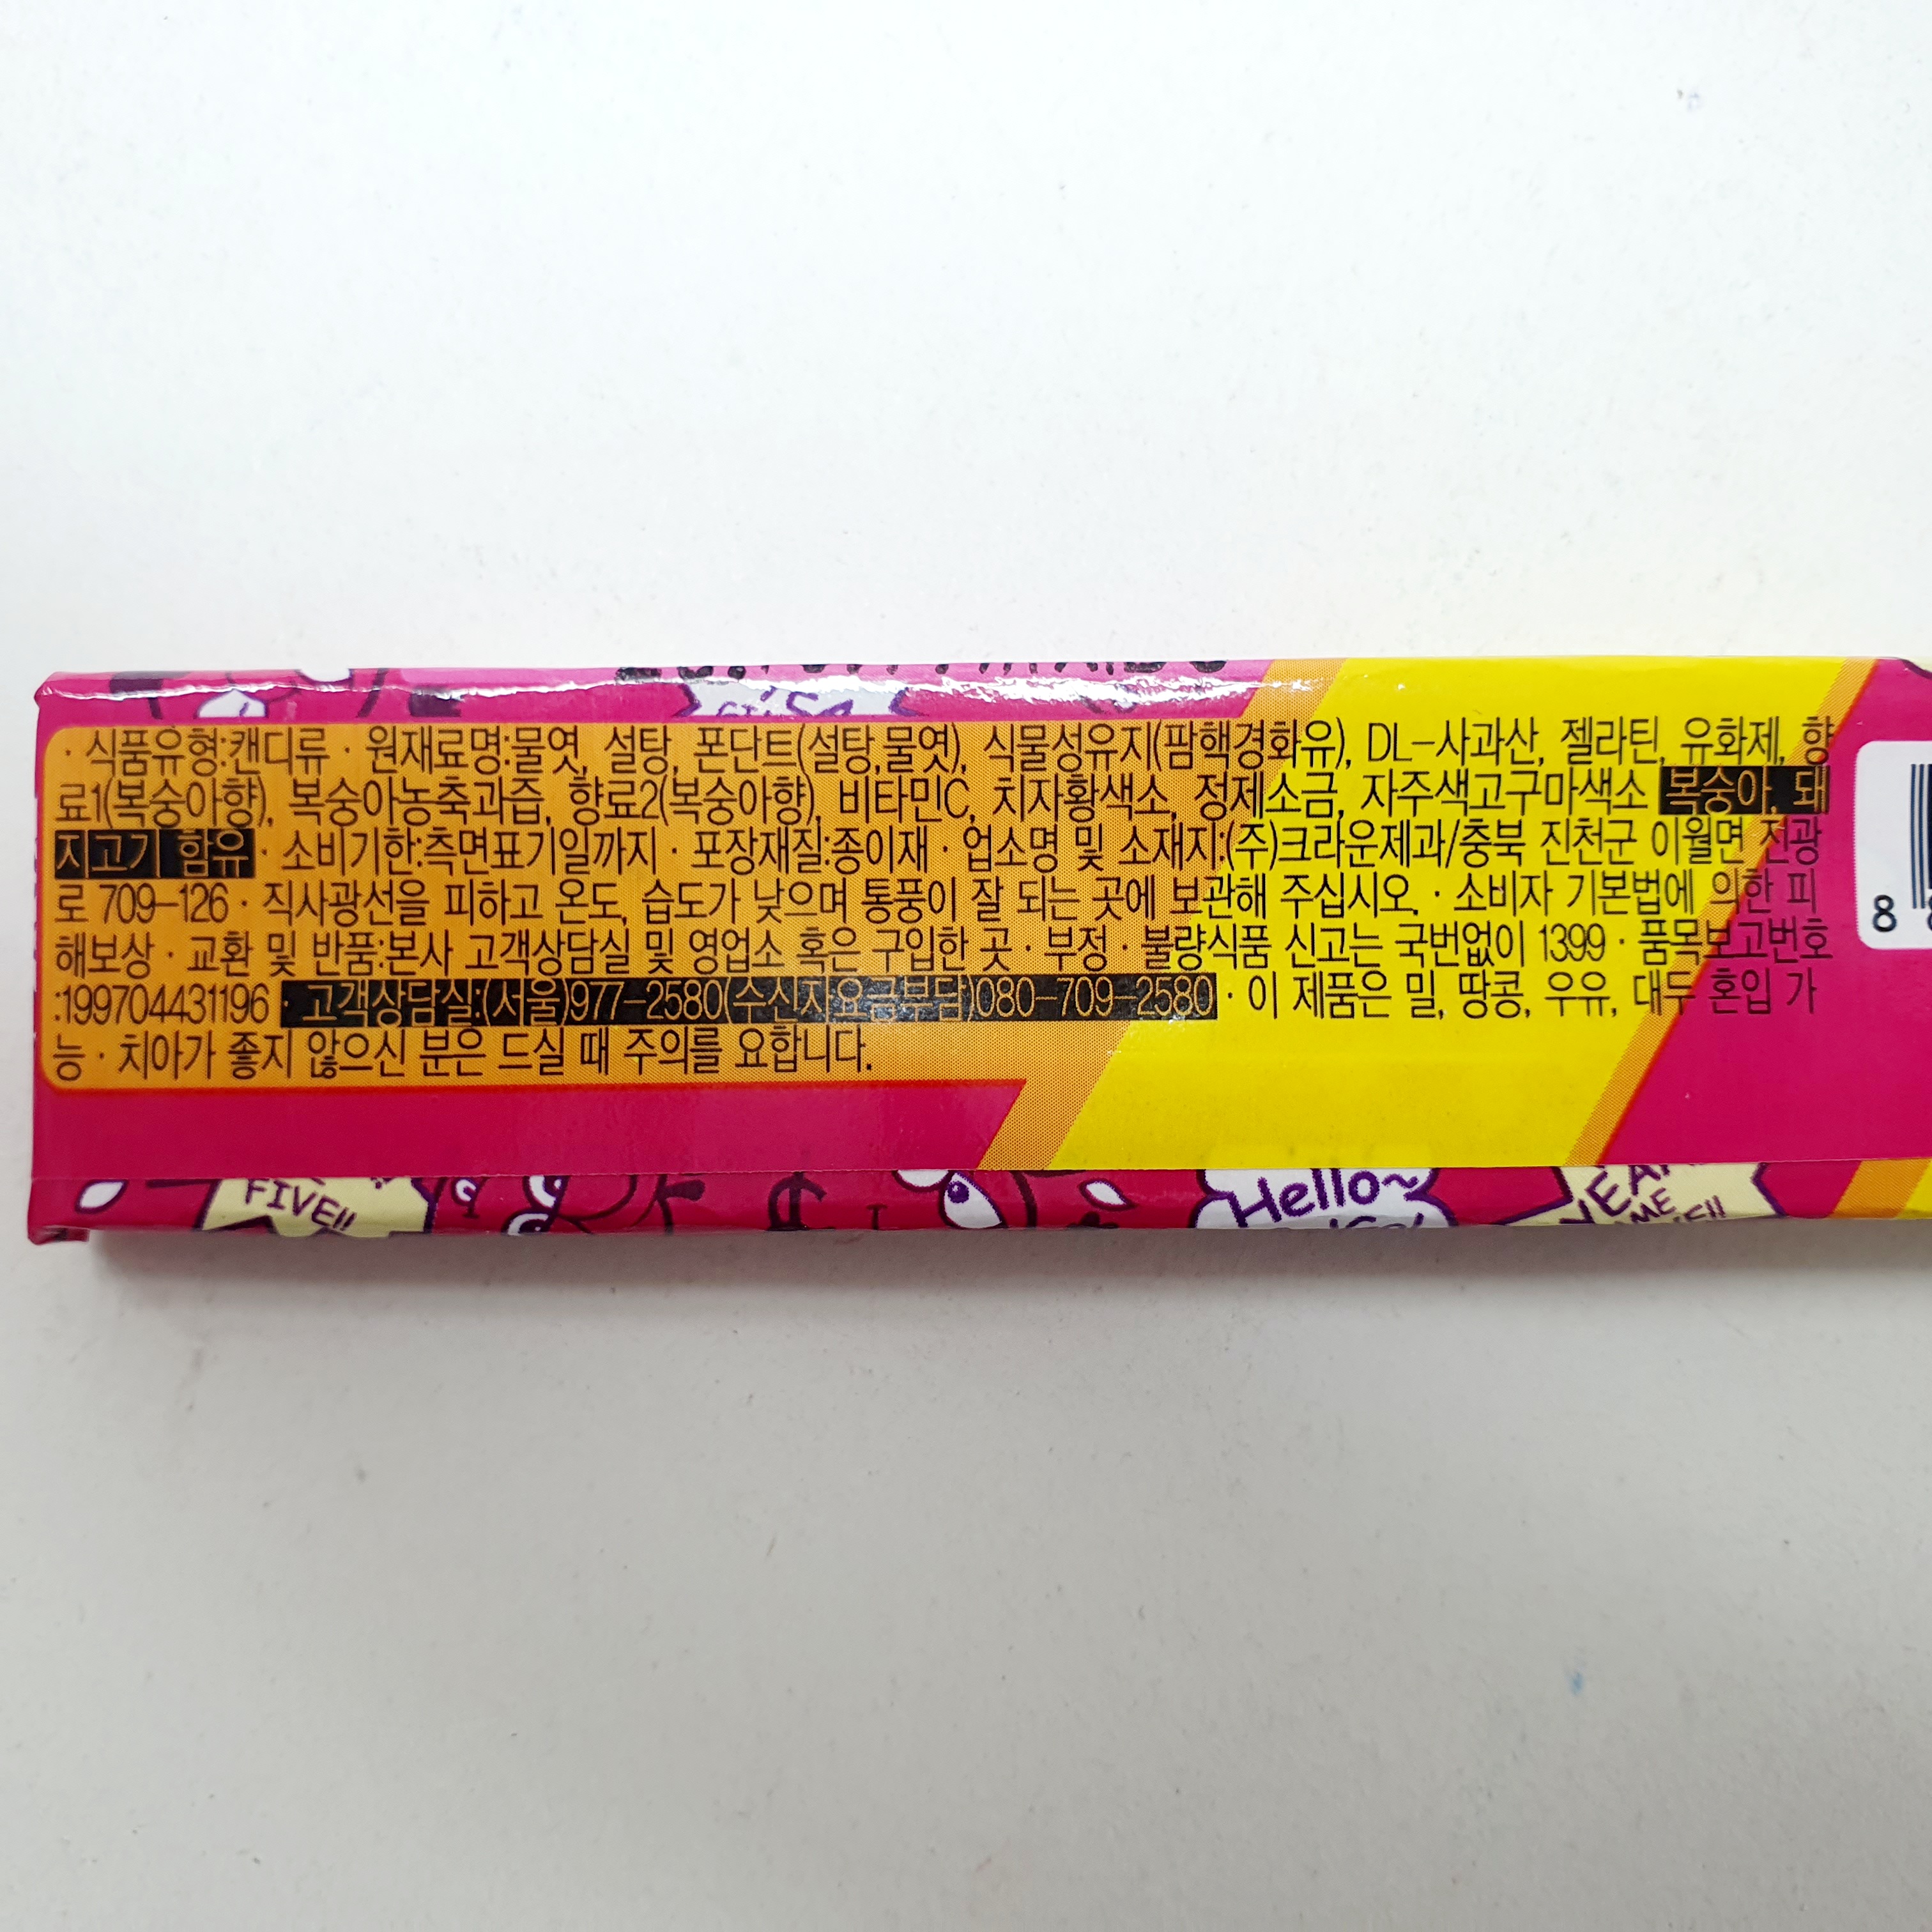 · 식품유형:캔디류 · 원재료명:물엿, 설탕, 폰단트(설탕,물엿), 식물성유지(팜핵경화유), DL-사과산, 젤라틴, 유화제, 향
료1(복숭아향), 복숭아농축과즙, 향료2(복숭아향), 비타민C, 치자황색소, 정제소금, 자주색고구마색소 복숭아, 돼
지고기 함유 · 소비기한:측면표기일까지 · 포장재질:종이재 · 업소명 및 소재지:(주)크라운제과/충북 진천군 이월면 진광
로 709-126 · 직사광선을 피하고 온도, 습도가 낮으며 통풍이 잘 되는 곳에 보관해 주십시오. · 소비자 기본법에 의한 피
해보상 · 교환 및 반품:본사 고객상담실 및 영업소 혹은 구입한 곳 · 부정 · 불량식품 신고는 국번없이 1399 · 품목보고번호
:199704431196 · 고객상담실:(서울)977-2580(수신자요금부담)080-709-2580 · 이 제품은 밀, 땅콩, 우유, 대두 혼입 가
능 · 치아가 좋지 않으신 분은 드실 때 주의를 요합니다.
8
FIVE!!
Hello~
ME